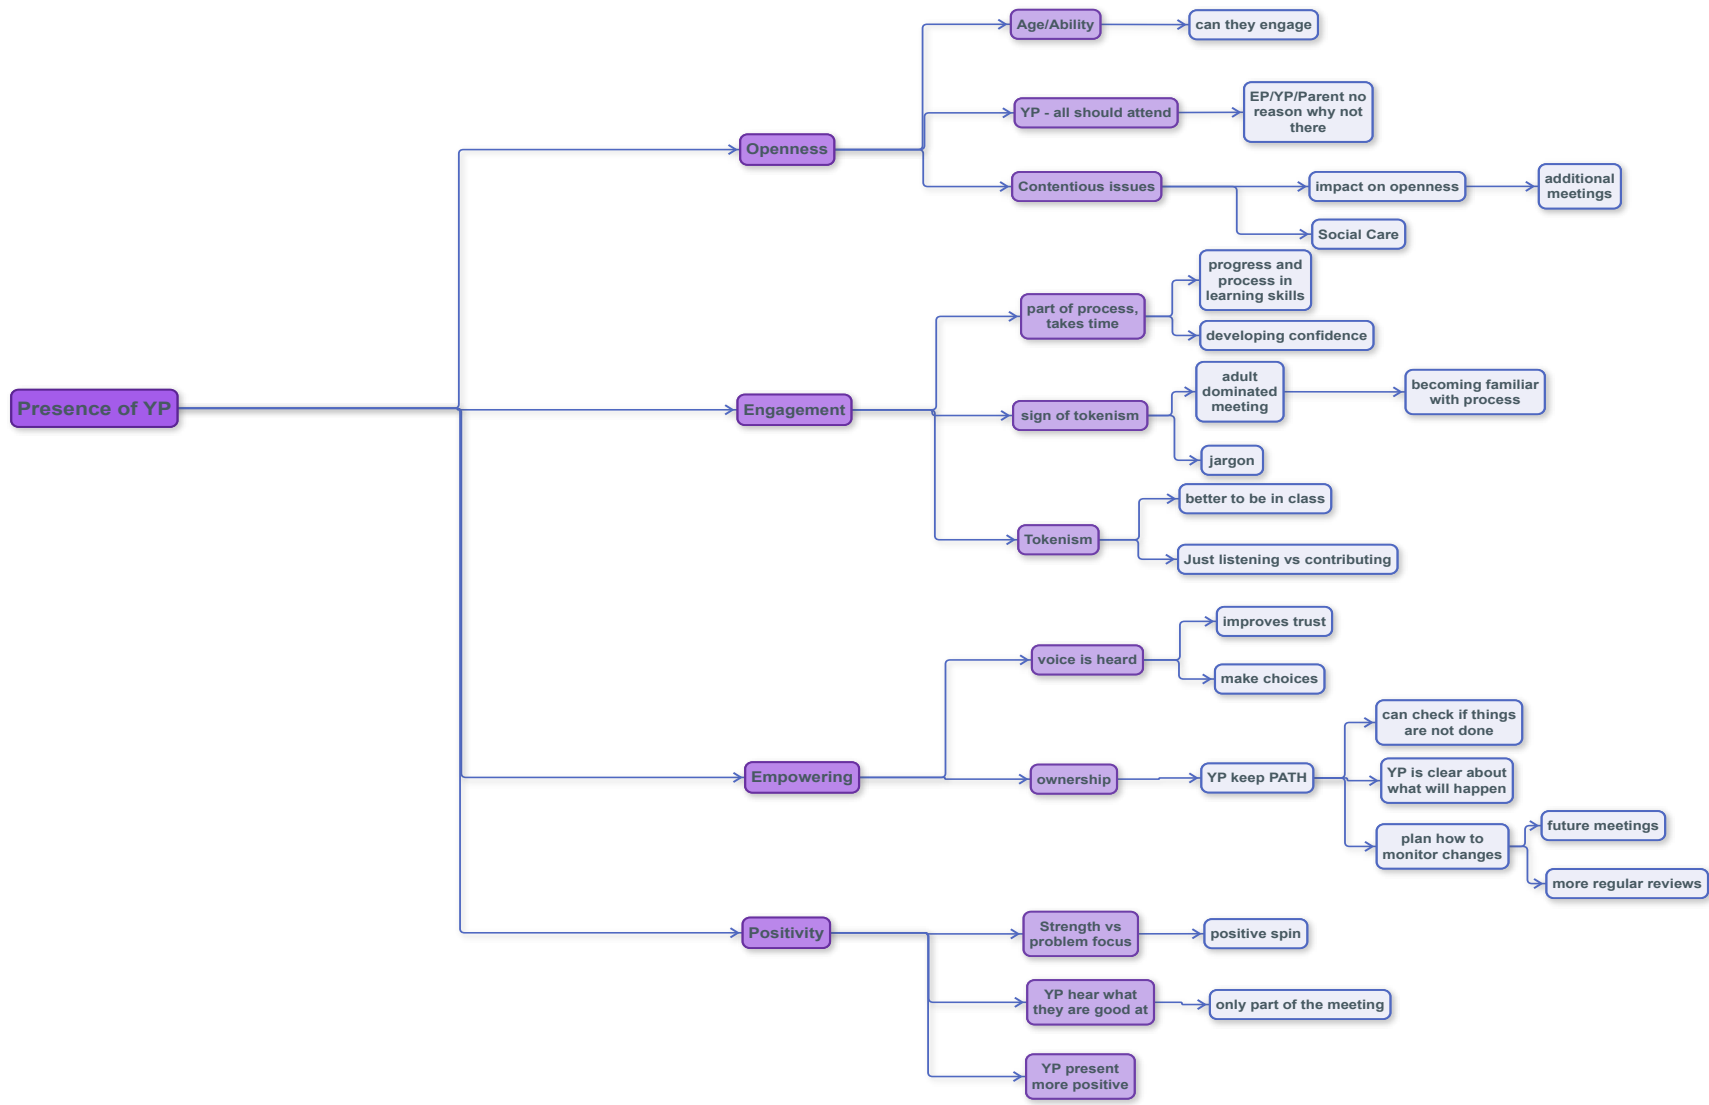 Presence of YP
Openness
Age/Ability
can they engage
YP - all should attend
EP/YP/Parent no
reason why not
there
Contentious issues
impact on openness
additional
meetings
Social Care
Engagement
part of process,
takes time
progress and
process in
learning skills
developing confidence
sign of tokenism
adult
dominated
meeting
becoming familiar
with process
jargon
Tokenism
better to be in class
Just listening vs contributing
Empowering
voice is heard
improves trust
make choices
ownership
YP keep PATH
can check if things
are not done
YP is clear about
what will happen
plan how to
monitor changes
future meetings
more regular reviews
Positivity
Strength vs
problem focus
positive spin
YP hear what
they are good at
only part of the meeting
YP present
more positive